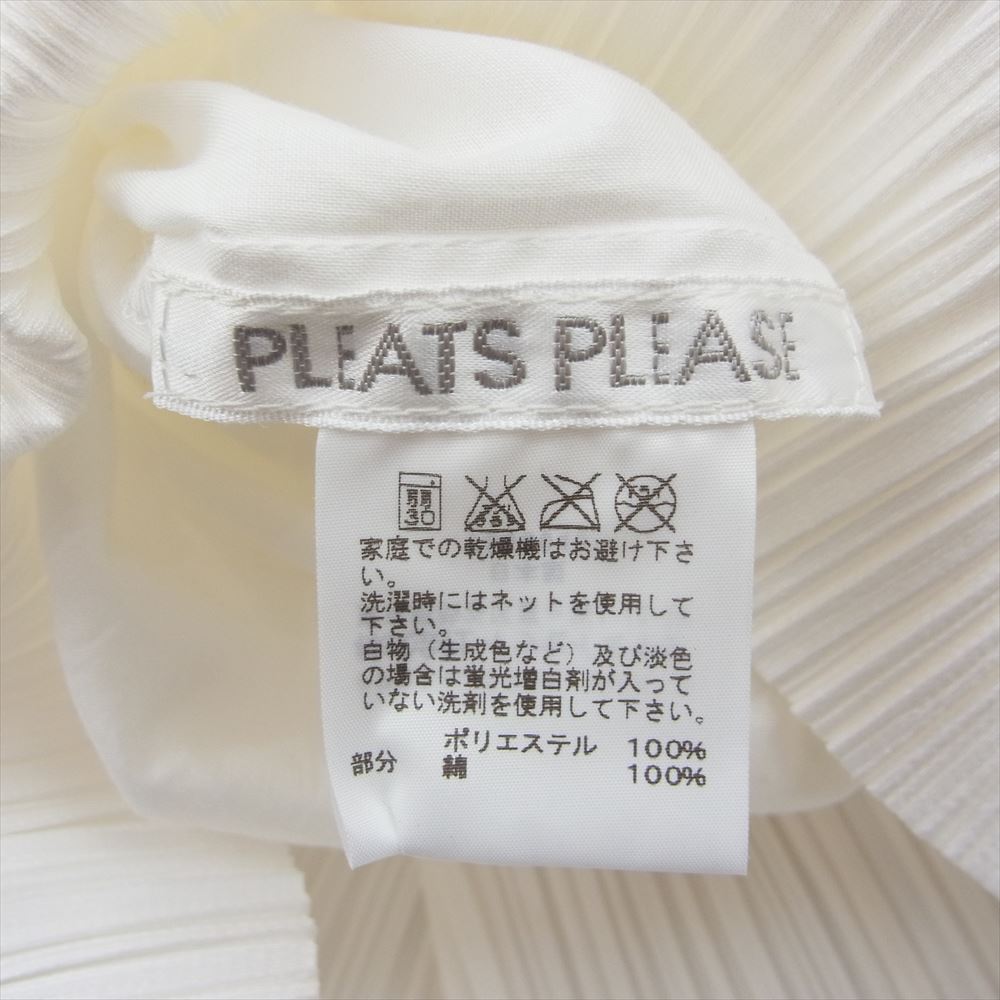 PLEATS PLEASE
弱
30
家庭での乾燥機はお避け下さ
い。
洗濯時にはネットを使用して
下さい。
白物（生成色など）及び淡色
の場合は蛍光増白剤が入って
いない洗剤を使用して下さい。
ポリエステル 100%
部分 綿 100%